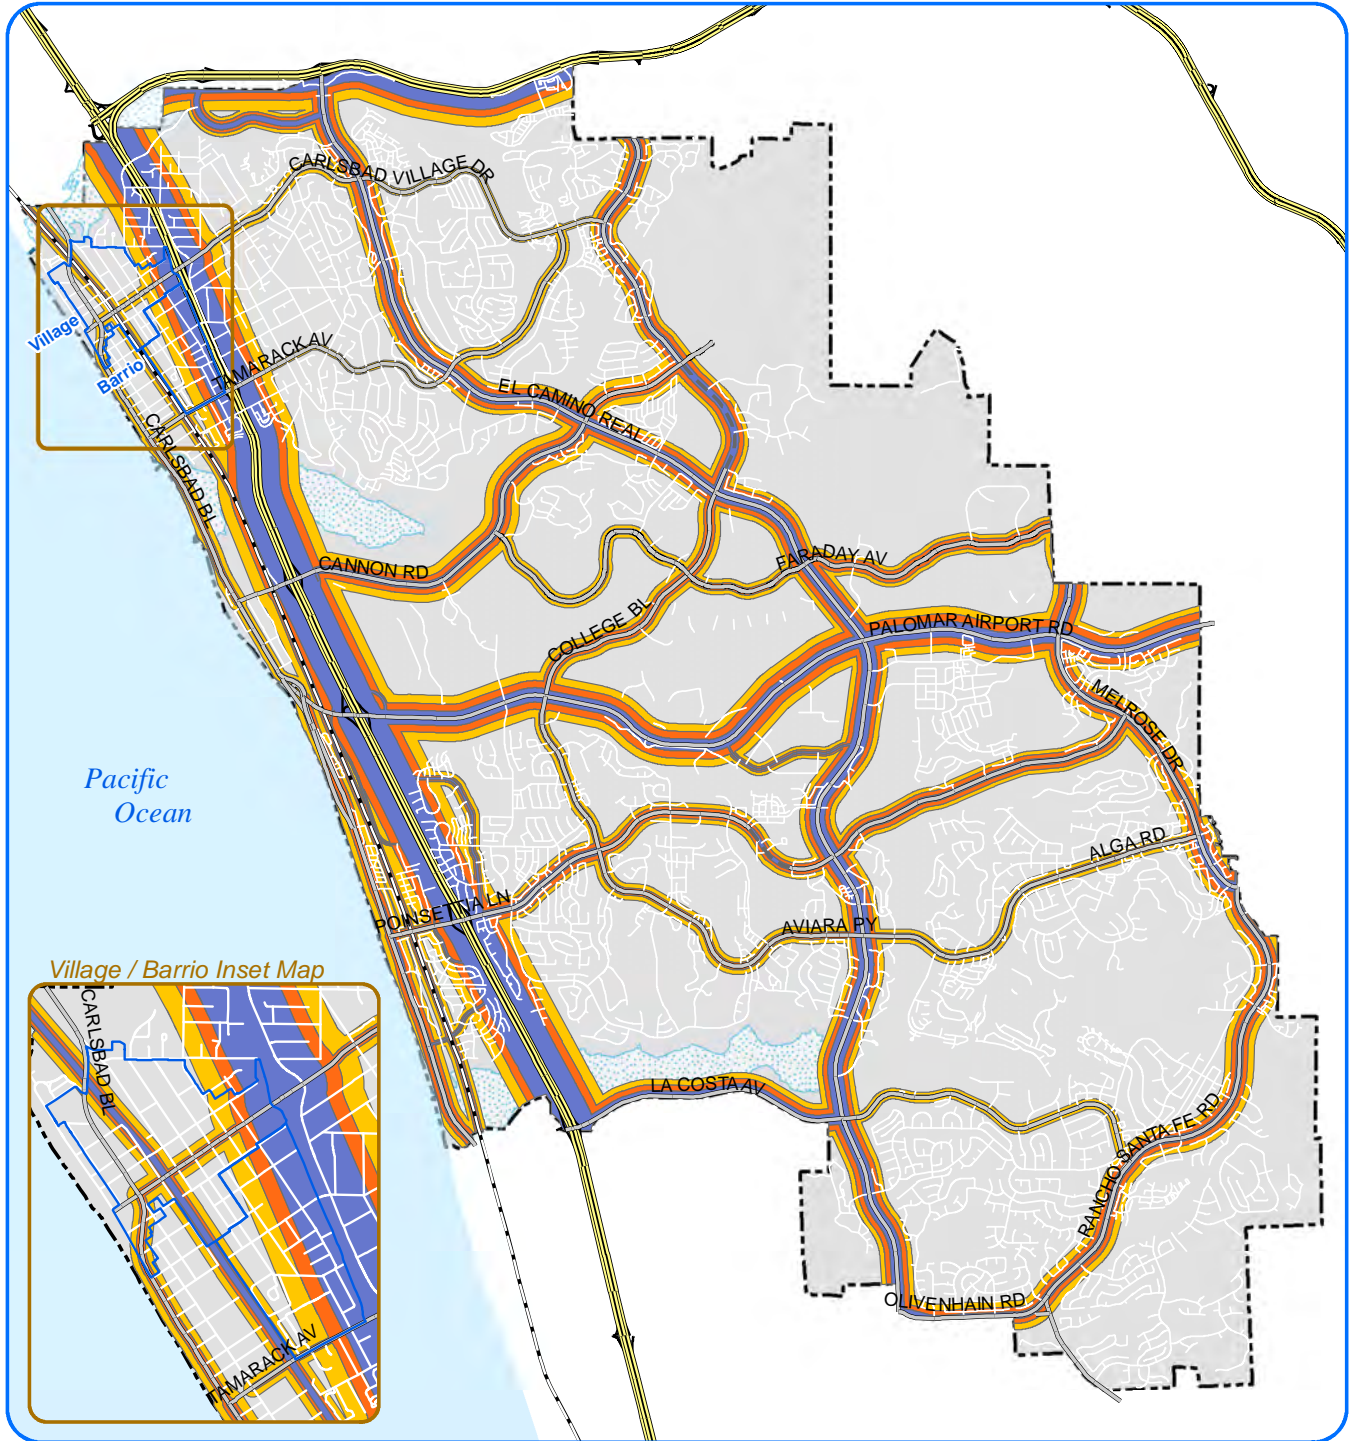 CARLSBAD VILLAGE DR
Village
Barrio
TAMARACK AV
EL CAMINO REAL
CARLSBAD BL
CANNON RD
FARADAY AV
COLLEGE BL
PALOMAR AIRPORT RD
MELROSE DR
Pacific
Ocean
ALGA RD
POINSETTIA LN
AVIARA PY
Village / Barrio Inset Map
CARLSBAD BL
LA COSTA AV
RANCHO SANTA FE RD
OLIVENHAIN RD
TAMARACK AV